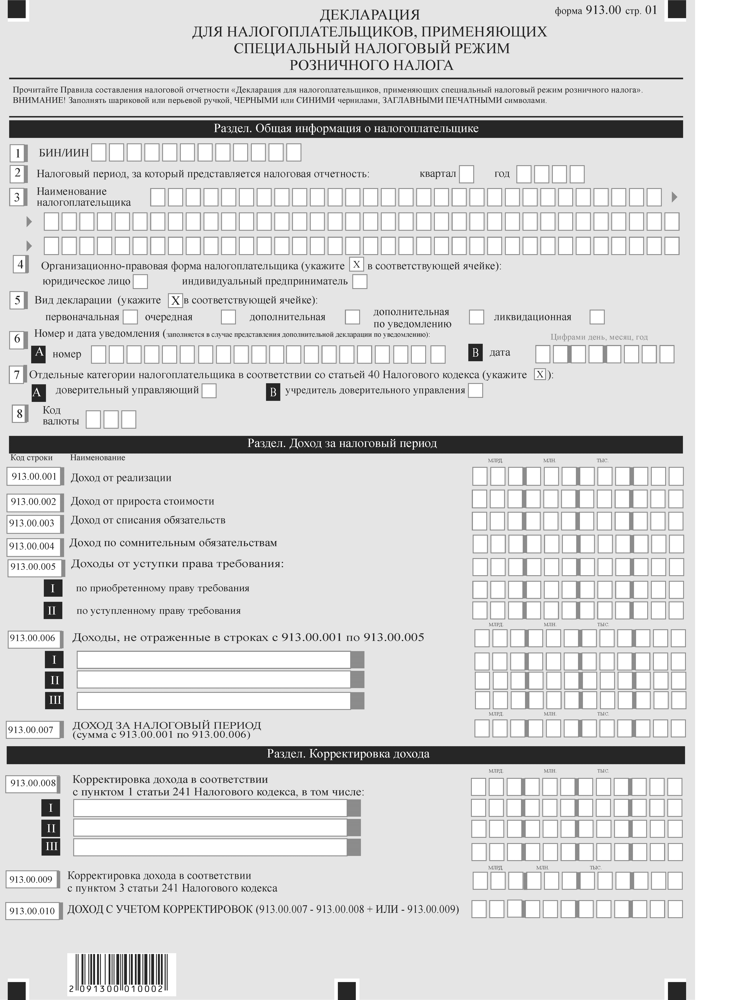 форма 913.00 стр. 01
ДЕКЛАРАЦИЯ
ДЛЯ НАЛОГОПЛАТЕЛЬЩИКОВ, ПРИМЕНЯЮЩИХ
СПЕЦИАЛЬНЫЙ НАЛОГОВЫЙ РЕЖИМ
РОЗНИЧНОГО НАЛОГА
Прочитайте Правила составления налоговой отчетности «Декларация для налогоплательщиков, применяющих специальный налоговый режим розничного налога».
ВНИМАНИЕ! Заполнять шариковой или перьевой ручкой, ЧЕРНЫМИ или СИНИМИ чернилами, ЗАГЛАВНЫМИ ПЕЧАТНЫМИ символами.
Раздел. Общая информация о налогоплательщике
1 БИН/ИИН
2 Налоговый период, за который представляется налоговая отчетность: квартал год
3 Наименование
налогоплательщика
4 Организационно-правовая форма налогоплательщика (укажите X в соответствующей ячейке):
юридическое лицо индивидуальный предприниматель
5 Вид декларации (укажите X в соответствующей ячейке):
первоначальная очередная дополнительная дополнительная
по уведомлению ликвидационная
6 Номер и дата уведомления (заполняется в случае представления дополнительной декларации по уведомлению):
Цифрами день, месяц, год
A номер B дата
7 Отдельные категории налогоплательщика в соответствии со статьей 40 Налогового кодекса (укажите X ):
A доверительный управляющий B учредитель доверительного управления
8 Код
валюты
Раздел. Доход за налоговый период
Код строки Наименование
МЛРД. МЛН. ТЫС.
913.00.001 Доход от реализации
913.00.002 Доход от прироста стоимости
913.00.003 Доход от списания обязательств
913.00.004 Доход по сомнительным обязательствам
913.00.005 Доходы от уступки права требования:
I по приобретенному праву требования
II по уступленному праву требования
МЛРД. МЛН. ТЫС.
913.00.006 Доходы, не отраженные в строках с 913.00.001 по 913.00.005
I
II
III
МЛРД. МЛН. ТЫС.
913.00.007 ДОХОД ЗА НАЛОГОВЫЙ ПЕРИОД
(сумма с 913.00.001 по 913.00.006)
Раздел. Корректировка дохода
МЛРД. МЛН. ТЫС.
913.00.008 Корректировка дохода в соответствии
с пунктом 1 статьи 241 Налогового кодекса, в том числе:
I
II
III
МЛРД. МЛН. ТЫС.
913.00.009 Корректировка дохода в соответствии
с пунктом 3 статьи 241 Налогового кодекса
913.00.010 ДОХОД С УЧЕТОМ КОРРЕКТИРОВОК (913.00.007 - 913.00.008 + ИЛИ - 913.00.009)
2 091300 010002